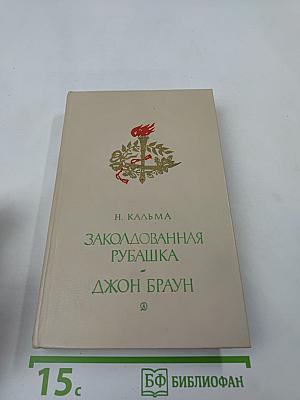 Н. КАЛЬМА
ЗАКОЛДОВАННАЯ
РУБАШКА
ДЖОН БРАУН
15с
БФ БИБЛИОФАН